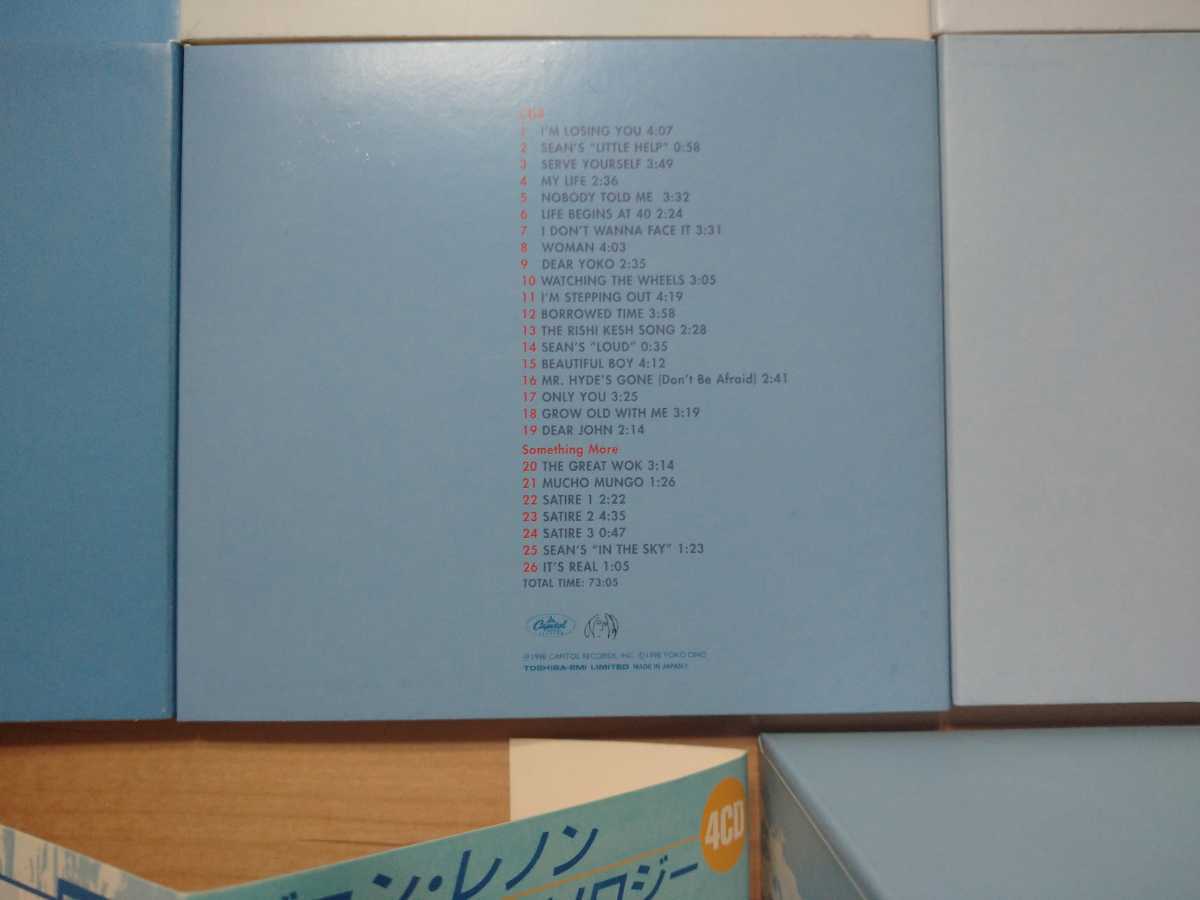 CD4
1 I'M LOSING YOU 4:07
2 SEAN'S "LITTLE HELP" 0:58
3 SERVE YOURSELF 3:49
4 MY LIFE 2:36
5 NOBODY TOLD ME 3:32
6 LIFE BEGINS AT 40 2:24
7 I DON'T WANNA FACE IT 3:31
8 WOMAN 4:03
9 DEAR YOKO 2:35
10 WATCHING THE WHEELS 3:05
11 I'M STEPPING OUT 4:19
12 BORROWED TIME 3:58
13 THE RISHI KESH SONG 2:28
14 SEAN'S "LOUD" 0:35
15 BEAUTIFUL BOY 4:12
16 MR. HYDE'S GONE (Don't Be Afraid) 2:41
17 ONLY YOU 3:25
18 GROW OLD WITH ME 3:19
19 DEAR JOHN 2:14
Something More
20 THE GREAT WOK 3:14
21 MUCHO MUNGO 1:26
22 SATIRE 1 2:22
23 SATIRE 2 4:35
24 SATIRE 3 0:47
25 SEAN'S "IN THE SKY" 1:23
26 IT'S REAL 1:05
TOTAL TIME: 73:05
Capitol
℗1998 CAPITOL RECORDS, INC. ©1998 YOKO ONO
TOSHIBA-EMI LIMITED MADE IN JAPAN
4CD
ン・レノン
ロジー